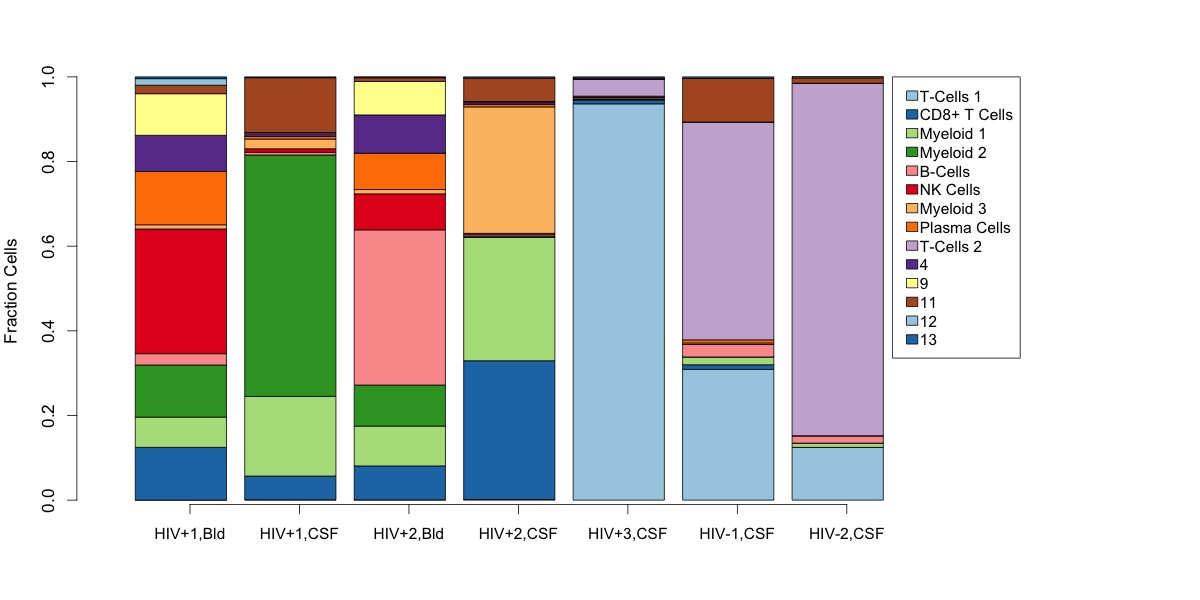 Fraction Cells
1.0
0.8
0.6
0.4
0.2
0.0
HIV+1,Bld
HIV+1,CSF
HIV+2,Bld
HIV+2,CSF
HIV+3,CSF
HIV-1,CSF
HIV-2,CSF
T-Cells 1
CD8+ T Cells
Myeloid 1
Myeloid 2
B-Cells
NK Cells
Myeloid 3
Plasma Cells
T-Cells 2
4
9
11
12
13